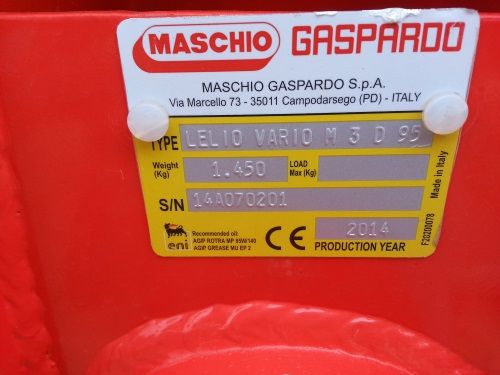 MASCHIO GASPARDO
MASCHIO GASPARDO S.p.A.
Via Marcello 73 - 35011 Campodarsego (PD) - ITALY
TYPE LELIO VARIO M 3 D 95
Weight (Kg) 1.450 LOAD Max (Kg)
S/N 14A070201
eni
Recommended oil:
AGIP ROTRA MP 85W/140
AGIP, GREASE MU EP 2
CE
2014
PRODUCTION YEAR
Made in Italy
F20200078